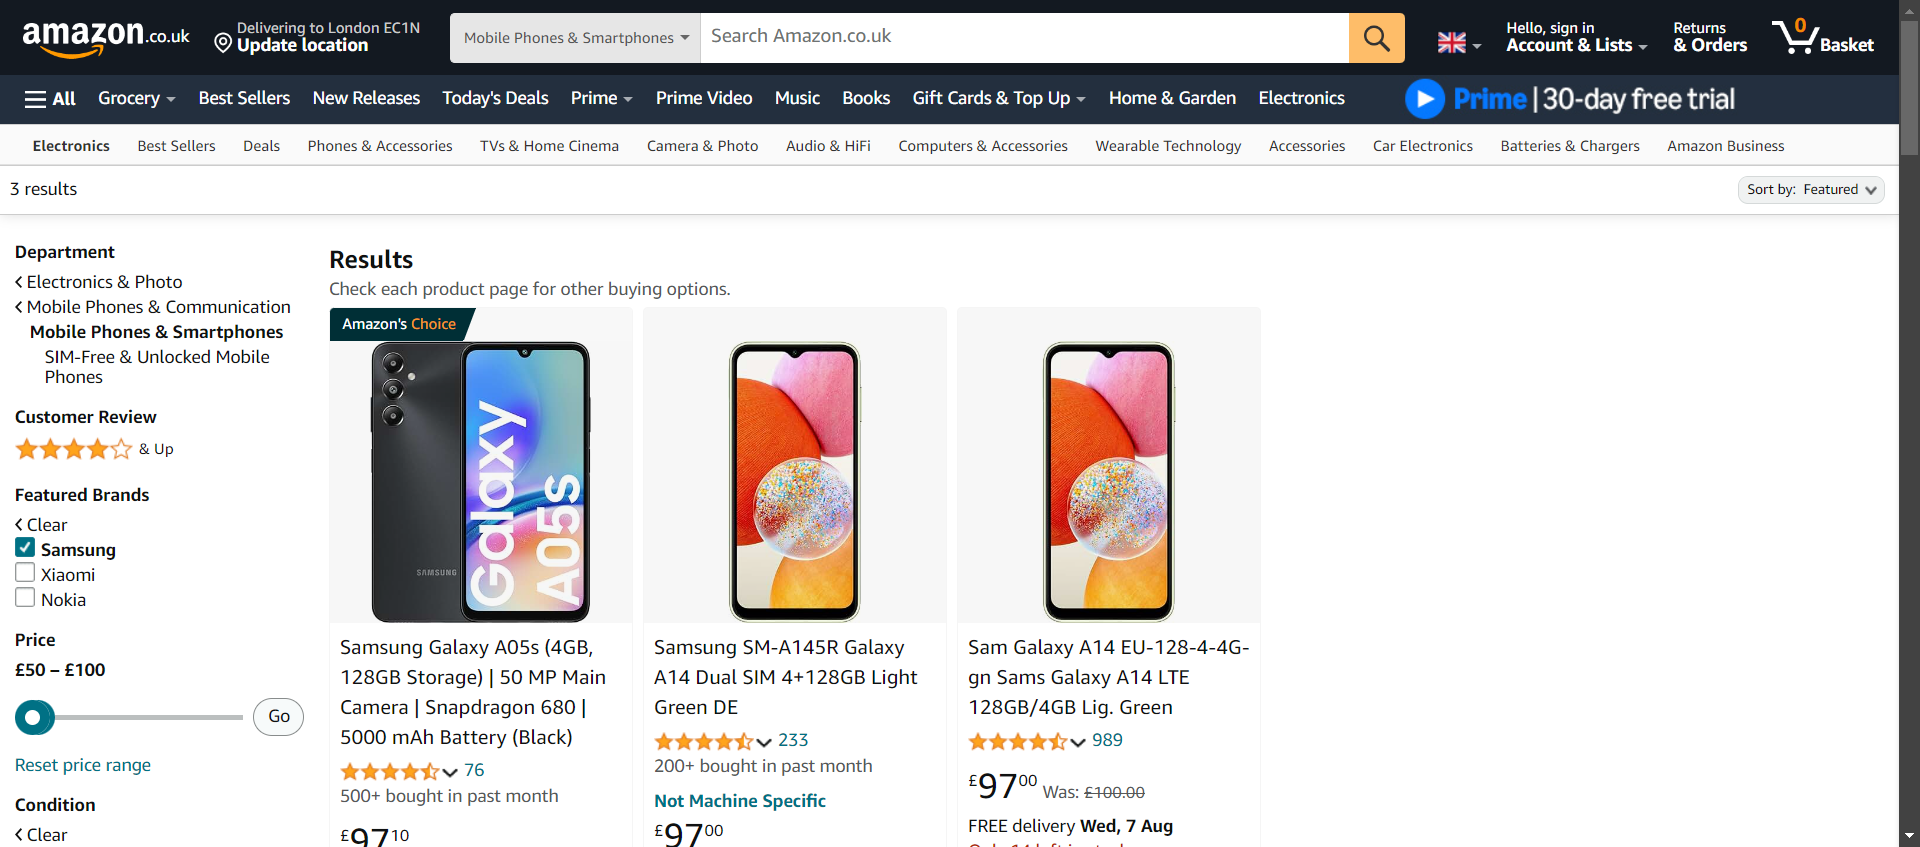 amazon.co.uk
Delivering to London EC1N
Update location
Mobile Phones & Smartphones
Search Amazon.co.uk
Hello, sign in
Account & Lists
Returns
& Orders
0
Basket
All
Grocery
Best Sellers
New Releases
Today's Deals
Prime
Prime Video
Music
Books
Gift Cards & Top Up
Home & Garden
Electronics
Prime | 30-day free trial
Electronics
Best Sellers
Deals
Phones & Accessories
TVs & Home Cinema
Camera & Photo
Audio & HiFi
Computers & Accessories
Wearable Technology
Accessories
Car Electronics
Batteries & Chargers
Amazon Business
3 results
Sort by: Featured
Department
Electronics & Photo
Mobile Phones & Communication
Mobile Phones & Smartphones
SIM-Free & Unlocked Mobile
Phones
Customer Review
& Up
Featured Brands
Clear
Samsung
Xiaomi
Nokia
Price
£50 – £100
Go
Reset price range
Condition
Clear
Results
Check each product page for other buying options.
Amazon's Choice
SAMSUNG
Galaxy
A05s
Samsung Galaxy A05s (4GB,
128GB Storage) | 50 MP Main
Camera | Snapdragon 680 |
5000 mAh Battery (Black)
76
500+ bought in past month
£97.10
Samsung SM-A145R Galaxy
A14 Dual SIM 4+128GB Light
Green DE
233
200+ bought in past month
Not Machine Specific
£97.00
Sam Galaxy A14 EU-128-4-4G-
gn Sams Galaxy A14 LTE
128GB/4GB Lig. Green
989
£97.00 Was: £100.00
FREE delivery Wed, 7 Aug